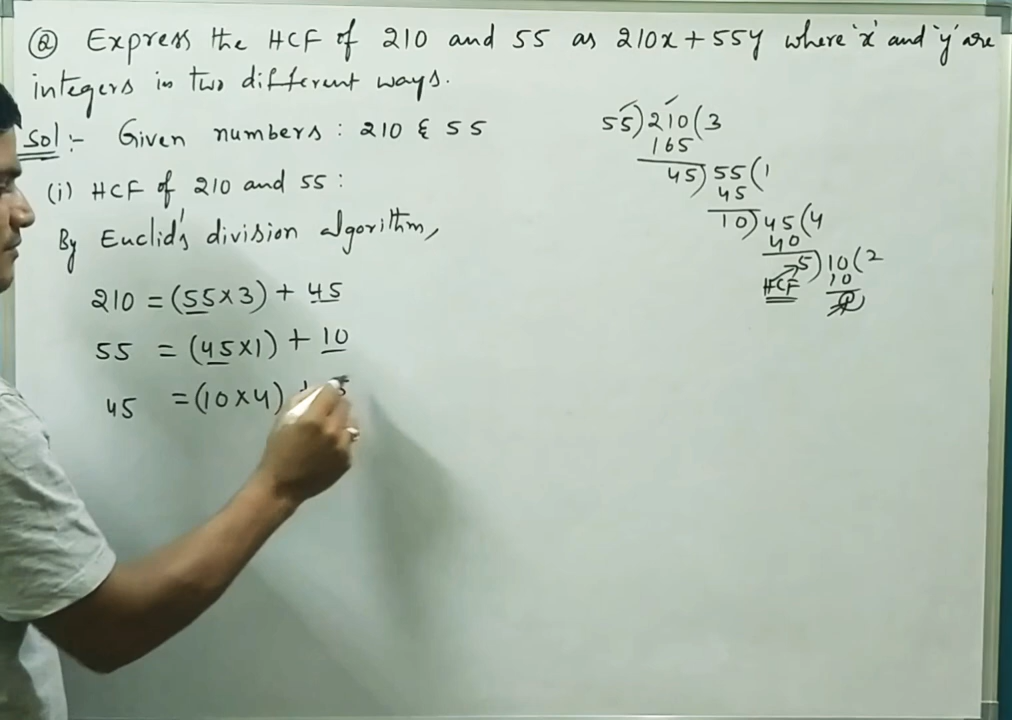 Q Express the HCF of 210 and 55 as 210x + 55y where 'x' and 'y' are
integers in two different ways.
Sol:- Given numbers : 210 & 55
(i) HCF of 210 and 55 :
By Euclid's division algorithm,
210 = (55×3) + 45
55 = (45×1) + 10
45 = (10×4) + 5
55)210(3
165
45)55(1
45
10)45(4
40
5)10(2
HCF 10
0